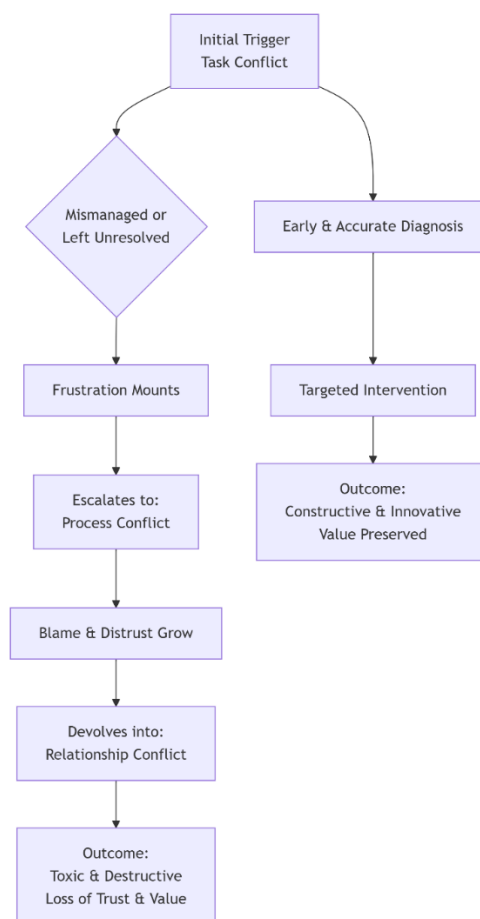 Initial Trigger
Task Conflict
Mismanaged or
Left Unresolved
Early & Accurate Diagnosis
Frustration Mounts
Targeted Intervention
Escalates to:
Process Conflict
Outcome:
Constructive & Innovative
Value Preserved
Blame & Distrust Grow
Devolves into:
Relationship Conflict
Outcome:
Toxic & Destructive
Loss of Trust & Value